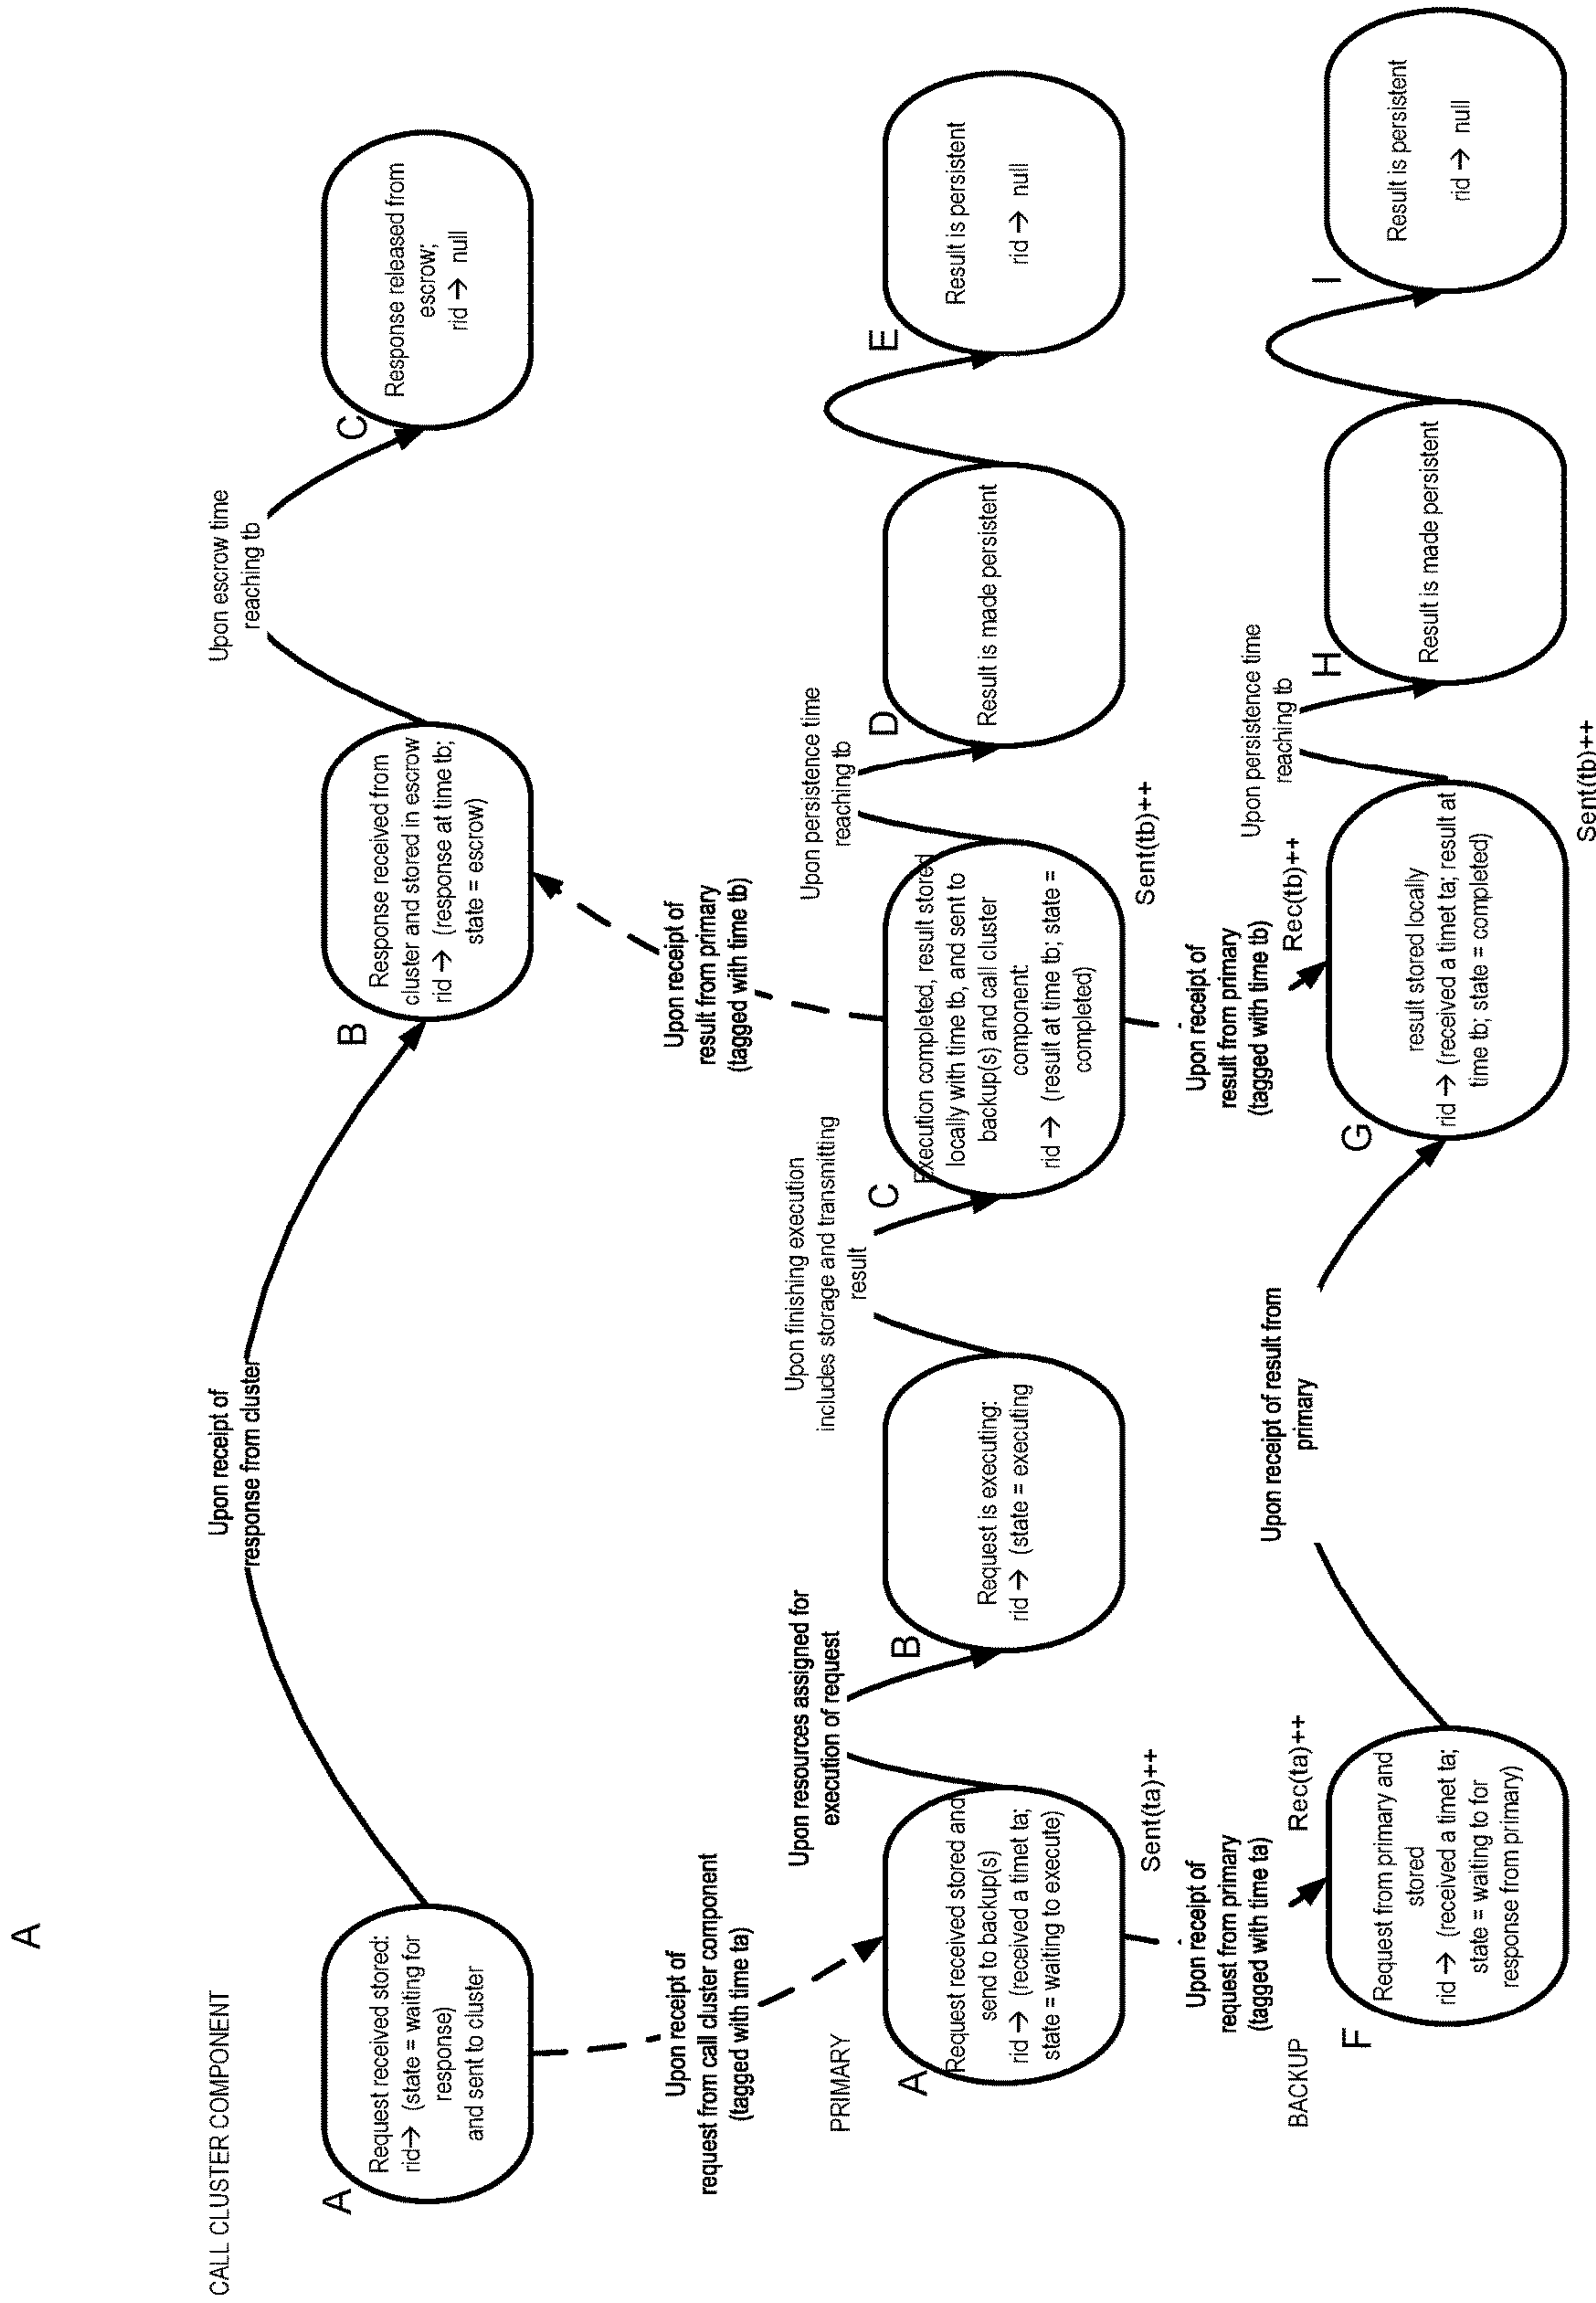 A
CALL CLUSTER COMPONENT
A
Request received stored:
rid→ (state = waiting for
response)
and sent to cluster
Upon receipt of
response from cluster
B
Response received from
cluster and stored in escrow
rid → (response at time tb;
state = escrow)
Upon escrow time
reaching tb
C
Response released from
escrow;
rid → null
Upon receipt of
request from call cluster component
(tagged with time ta)
Upon receipt of
result from primary
(tagged with time tb)
PRIMARY
A
Request received stored and
send to backup(s)
rid → (received a timet ta;
state = waiting to execute)
Sent(ta)++
Upon resources assigned for
execution of request
B
Request is executing:
rid → (state = executing
Upon finishing execution
includes storage and transmitting
result
C
Execution completed, result stored
locally with time tb, and sent to
backup(s) and call cluster
component:
rid → (result at time tb; state =
completed)
Sent(tb)++
Upon persistence time
reaching tb
D
Result is made persistent
E
Result is persistent
rid → null
Upon receipt of
request from primary
(tagged with time ta)
Rec(ta)++
Upon receipt of
result from primary
(tagged with time tb)
Rec(tb)++
BACKUP
F
Request from primary and
stored
rid → (received a timet ta;
state = waiting to for
response from primary)
Upon receipt of result from
primary
G
result stored locally
rid → (received a timet ta; result at
time tb; state = completed)
Sent(tb)++
Upon persistence time
reaching tb
H
Result is made persistent
I
Result is persistent
rid → null